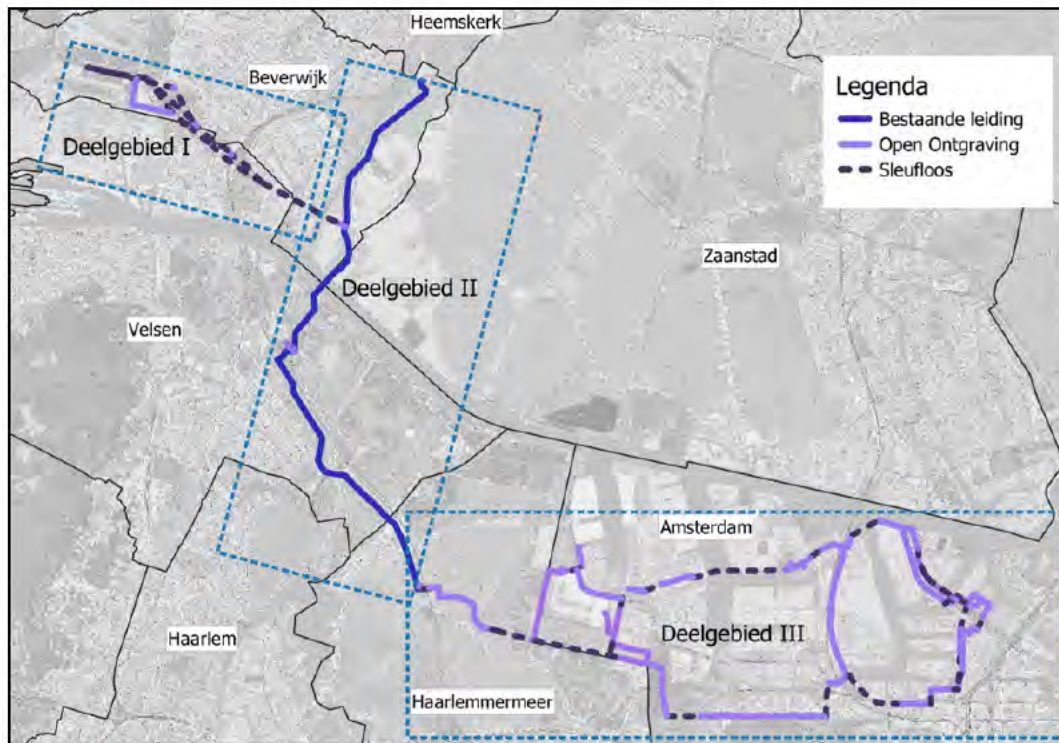 Heemskerk
Beverwijk
Legenda
Bestaande leiding
Open Ontgraving
Sleufloos
Deelgebied I
Zaanstad
Deelgebied II
Velsen
Amsterdam
Haarlem
Deelgebied III
Haarlemmermeer